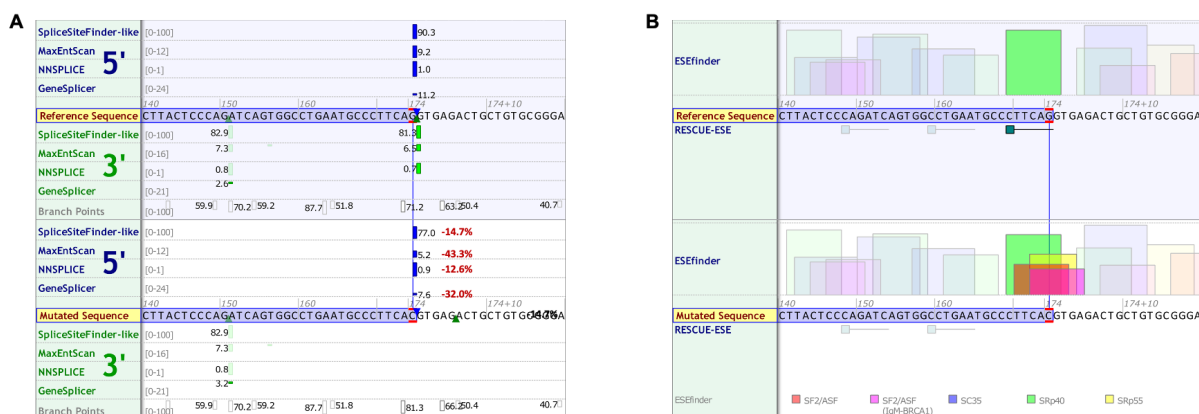 A
SpliceSiteFinder-like [0-100] 90.3
MaxEntScan [0-12] 9.2
5'
NNSPLICE [0-1] 1.0
GeneSplicer [0-24] 11.2
140 150 160 174 174+10
Reference Sequence CTTACTCCCAGATCAGTGGCCTGAATGCCCTTCAGGTGAGACTGCTGTGCGGGA
SpliceSiteFinder-like [0-100] 82.9 81.3
MaxEntScan [0-16] 7.3 6.5
3'
NNSPLICE [0-1] 0.8 0.7
GeneSplicer [0-21] 2.6
Branch Points [0-100] 59.9 70.2 59.2 87.7 51.8 71.2 63.2 50.4 40.7
SpliceSiteFinder-like [0-100] 77.0 -14.7%
MaxEntScan [0-12] 5.2 -43.3%
5'
NNSPLICE [0-1] 0.9 -12.6%
GeneSplicer [0-24] 7.6 -32.0%
140 150 160 174 174+10
Mutated Sequence CTTACTCCCAGATCAGTGGCCTGAATGCCCTTCACGTGAGACTGCTGTGCGGGA -14.7%
SpliceSiteFinder-like [0-100] 82.9
MaxEntScan [0-16] 7.3
3'
NNSPLICE [0-1] 0.8
GeneSplicer [0-21] 3.2
Branch Points [0-100] 59.9 70.2 59.2 87.7 51.8 81.3 66.2 50.4 40.7
B
ESEfinder
140 150 160 174 174+10
Reference Sequence CTTACTCCCAGATCAGTGGCCTGAATGCCCTTCAGGTGAGACTGCTGTGCGGGA
RESCUE-ESE
ESEfinder
140 150 160 174 174+10
Mutated Sequence CTTACTCCCAGATCAGTGGCCTGAATGCCCTTCACGTGAGACTGCTGTGCGGGA
RESCUE-ESE
ESEfinder SF2/ASF SF2/ASF (IgM-BRCA1) SC35 SRp40 SRp55